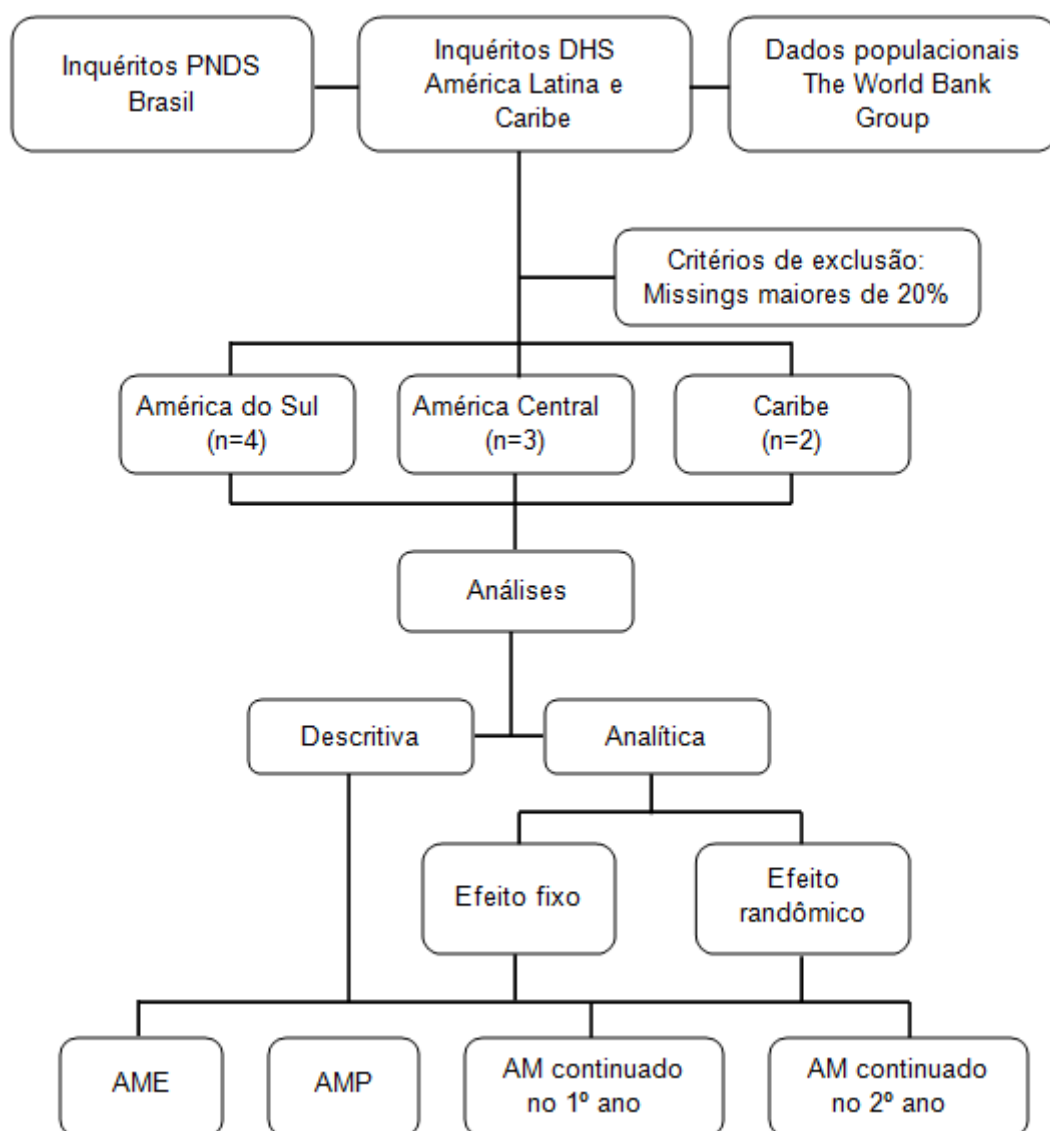 Inquéritos PNDS
Brasil
Inquéritos DHS
América Latina e
Caribe
Dados populacionais
The World Bank
Group
Critérios de exclusão:
Missings maiores de 20%
América do Sul
(n=4)
América Central
(n=3)
Caribe
(n=2)
Análises
Descritiva
Analítica
Efeito fixo
Efeito
randômico
AME
AMP
AM continuado
no 1º ano
AM continuado
no 2º ano